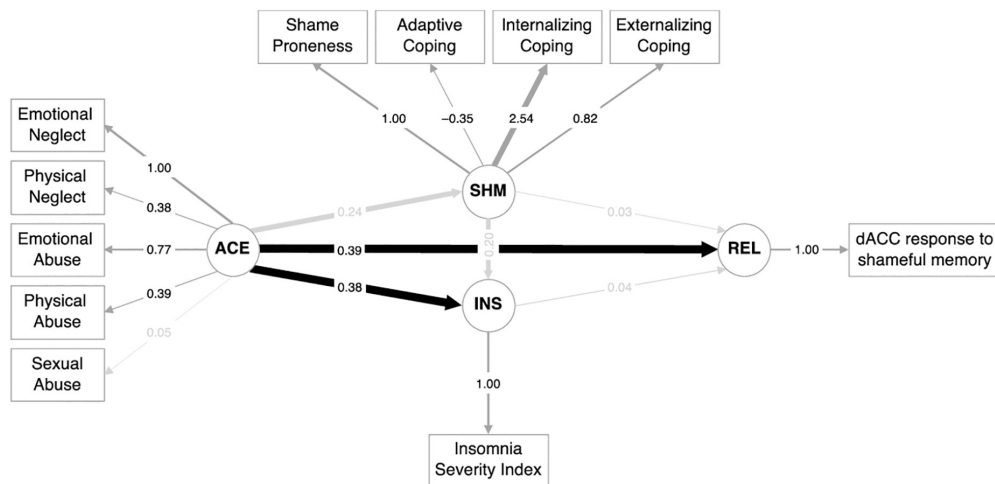 Shame
Proneness
Adaptive
Coping
Internalizing
Coping
Externalizing
Coping
Emotional
Neglect
Physical
Neglect
Emotional
Abuse
Physical
Abuse
Sexual
Abuse
1.00
0.38
0.77
0.39
0.05
ACE
1.00
−0.35
2.54
0.82
SHM
0.24
0.39
0.38
0.20
0.03
0.04
INS
REL
1.00
dACC response to
shameful memory
1.00
Insomnia
Severity Index